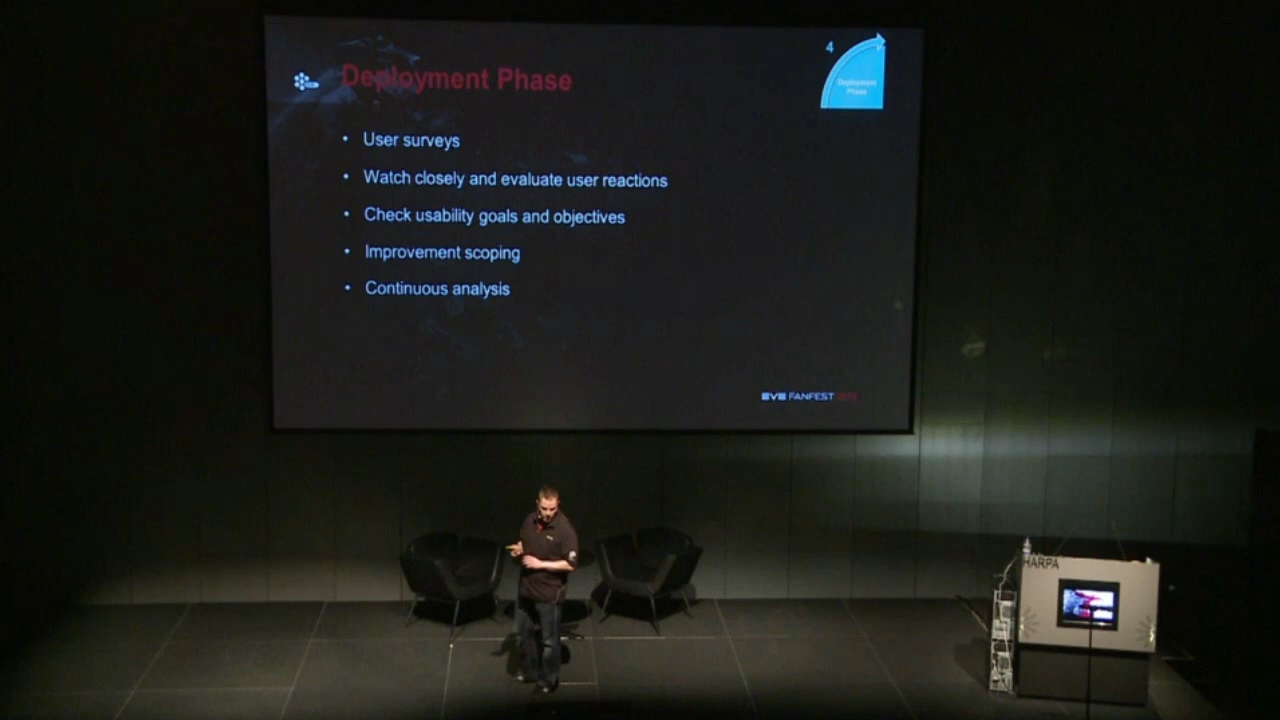 4
Deployment Phase
Deployment
Phase
• User surveys
• Watch closely and evaluate user reactions
• Check usability goals and objectives
• Improvement scoping
• Continuous analysis
EVE FANFEST
HARPA